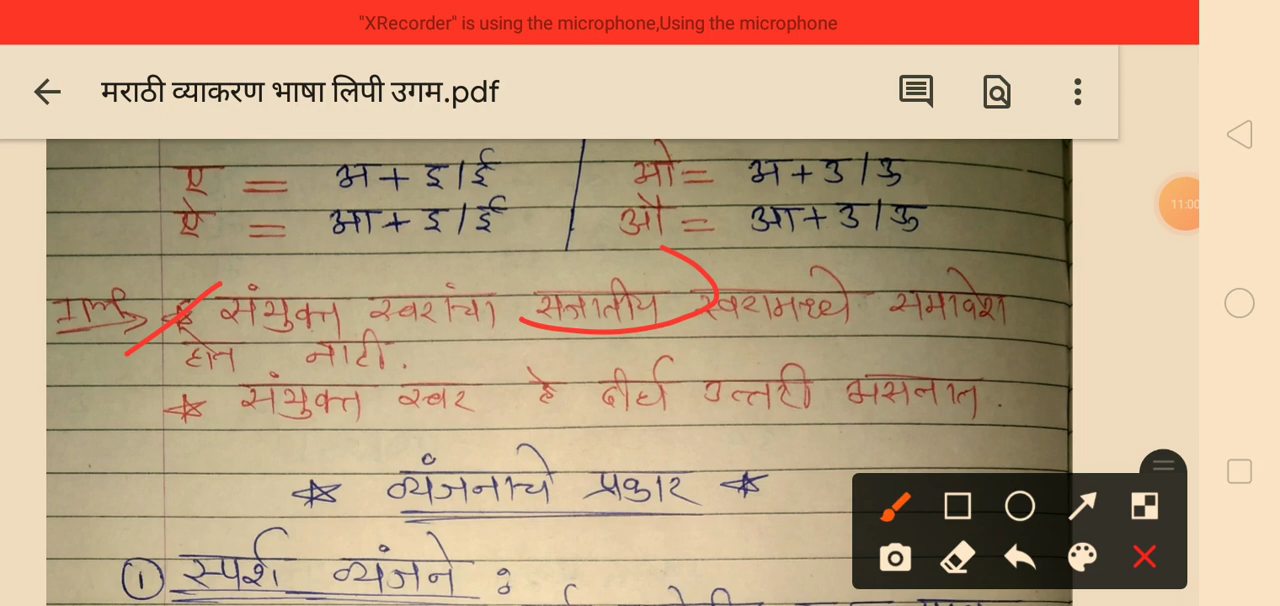 "XRecorder" is using the microphone,Using the microphone
मराठी व्याकरण भाषा लिपी उगम.pdf
11:00
ए = अ + इ / ई
ओ = अ + उ / ऊ
ऐ = आ + इ / ई
औ = आ + उ / ऊ
Imp → * संयुक्त स्वरांचा सजातीय स्वरामध्ये समावेश
होत नाही.
* संयुक्त स्वर हे दीर्घ उच्चारी असतात.
* व्यंजनाचे प्रकार *
① स्पर्श व्यंजने :